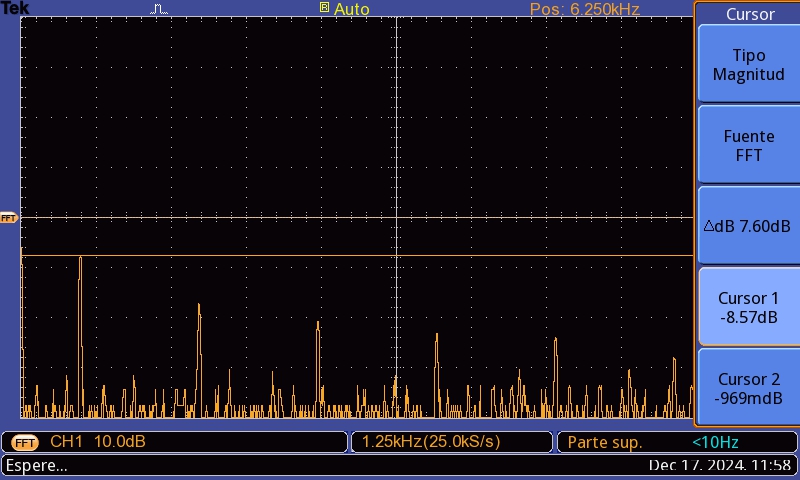 Tek
R Auto
Pos: 6.250kHz
Cursor
Tipo
Magnitud
Fuente
FFT
△dB 7.60dB
Cursor 1
-8.57dB
Cursor 2
-969mdB
FFT
FFT CH1 10.0dB
1.25kHz(25.0kS/s)
Parte sup. <10Hz
Espere...
Dec 17, 2024, 11:58